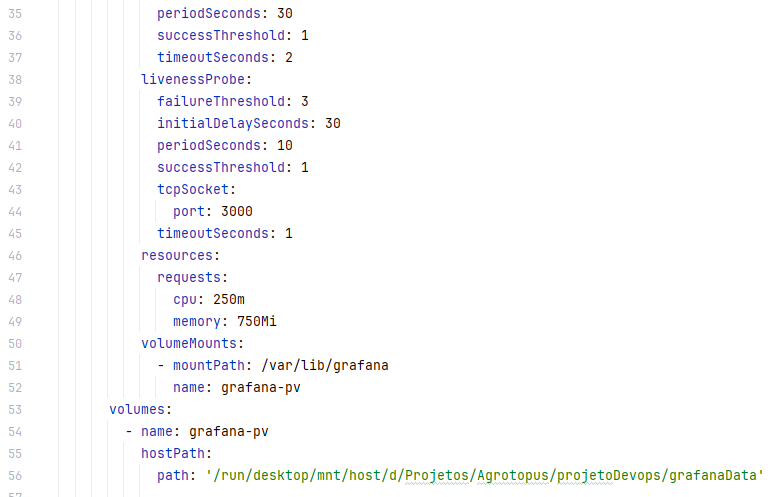 35 periodSeconds: 30
36 successThreshold: 1
37 timeoutSeconds: 2
38 livenessProbe:
39 failureThreshold: 3
40 initialDelaySeconds: 30
41 periodSeconds: 10
42 successThreshold: 1
43 tcpSocket:
44 port: 3000
45 timeoutSeconds: 1
46 resources:
47 requests:
48 cpu: 250m
49 memory: 750Mi
50 volumeMounts:
51 - mountPath: /var/lib/grafana
52 name: grafana-pv
53 volumes:
54 - name: grafana-pv
55 hostPath:
56 path: '/run/desktop/mnt/host/d/Projetos/Agrotopus/projetoDevops/grafanaData'
57